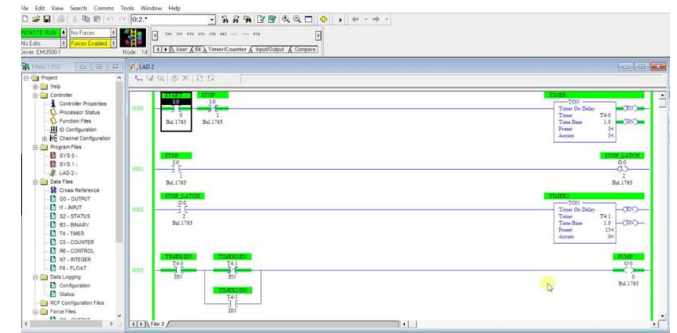 File Edit View Search Comms Tools Window Help
O:2.*
REMOTE RUN
No Forces
No Edits
Forces Enabled
Driver: EMU500-1
Node : 1d
User
Bit
Timer/Counter
Input/Output
Compare
LAD 2
Project
Help
Controller
Controller Properties
Processor Status
Function Files
IO Configuration
Channel Configuration
Program Files
SYS 0 -
SYS 1 -
LAD 2 -
Data Files
Cross Reference
O0 - OUTPUT
I1 - INPUT
S2 - STATUS
B3 - BINARY
T4 - TIMER
C5 - COUNTER
R6 - CONTROL
N7 - INTEGER
F8 - FLOAT
Data Logging
Configuration
Status
RCP Configuration Files
Force Files
START STOP TIMER
0000
I:0 I:0
0 1
Bul.1763 Bul.1763
TON
Timer On Delay
Timer T4:0
Time Base 1.0
Preset 5<
Accum 5<
EN
DN
STOP STOP_LATCH
0001
I:0 O:0
1 2
Bul.1763 Bul.1763
STOP_LATCH TIMER2
0002
O:0
2
Bul.1763
TON
Timer On Delay
Timer T4:1
Time Base 1.0
Preset 15<
Accum 0<
EN
DN
PUMP
0003
T4:0 T4:1 O:0
DN EN 0
Bul.1763
T4:1
DN
File 2